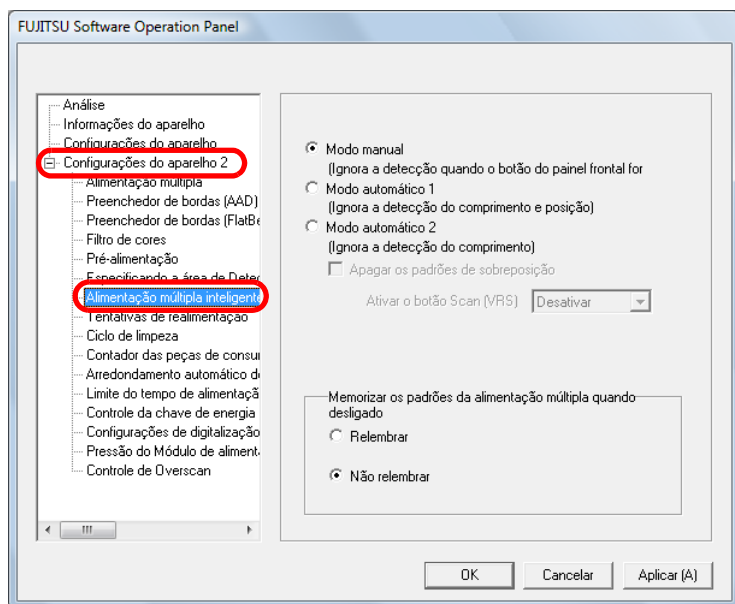 FUJITSU Software Operation Panel
Análise
Informações do aparelho
Configurações do aparelho
Configurações do aparelho 2
Alimentação múltipla
Preenchedor de bordas (AAD)
Preenchedor de bordas (FlatBe
Filtro de cores
Pré-alimentação
Especificando a área de Detec
Alimentação múltipla inteligente
Tentativas de realimentação
Ciclo de limpeza
Contador das peças de consu
Arredondamento automático d
Limite do tempo de alimentaçã
Controle da chave de energia
Configurações de digitalização
Pressão do Módulo de aliment
Controle de Overscan
Modo manual
(Ignora a detecção quando o botão do painel frontal for
Modo automático 1
(Ignora a detecção do comprimento e posição)
Modo automático 2
(Ignora a detecção do comprimento)
Apagar os padrões de sobreposição
Ativar o botão Scan (VRS) Desativar
Memorizar os padrões da alimentação múltipla quando
desligado
Relembrar
Não relembrar
OK Cancelar Aplicar (A)